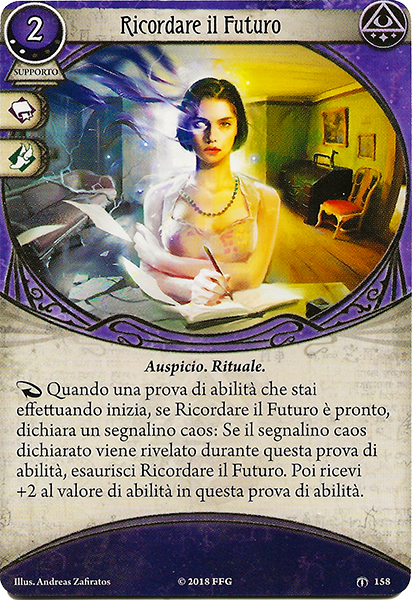 2
Ricordare il Futuro
SUPPORTO
Auspicio. Rituale.
Quando una prova di abilità che stai
effettuando inizia, se Ricordare il Futuro è pronto,
dichiara un segnalino caos: Se il segnalino caos
dichiarato viene rivelato durante questa prova di
abilità, esaurisci Ricordare il Futuro. Poi ricevi
+2 al valore di abilità in questa prova di abilità.
Illus. Andreas Zafiratos
© 2018 FFG
158